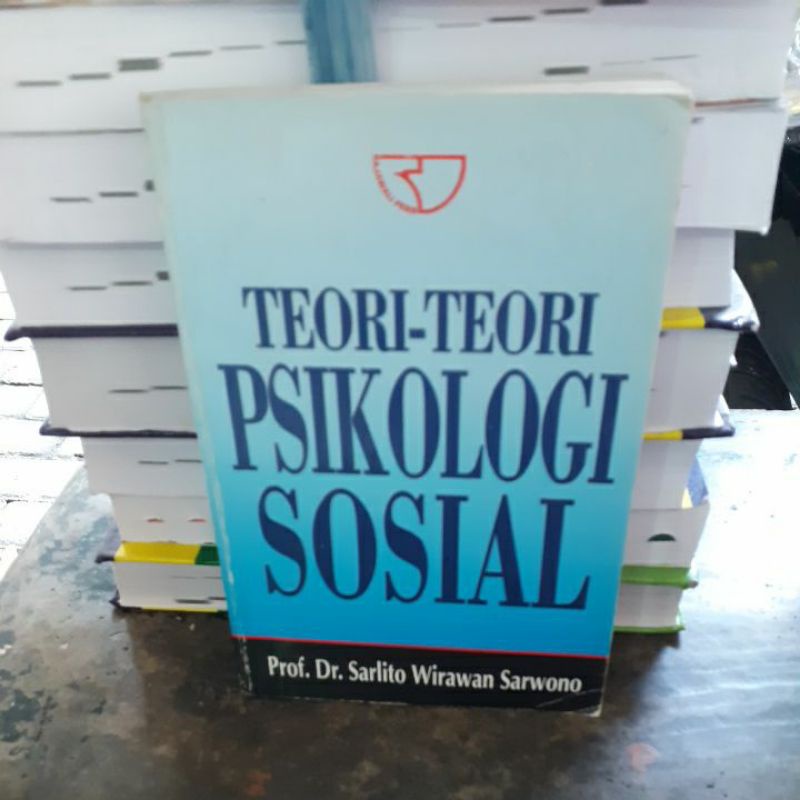 TEORI-TEORI
PSIKOLOGI
SOSIAL
Prof. Dr. Sarlito Wirawan Sarwono